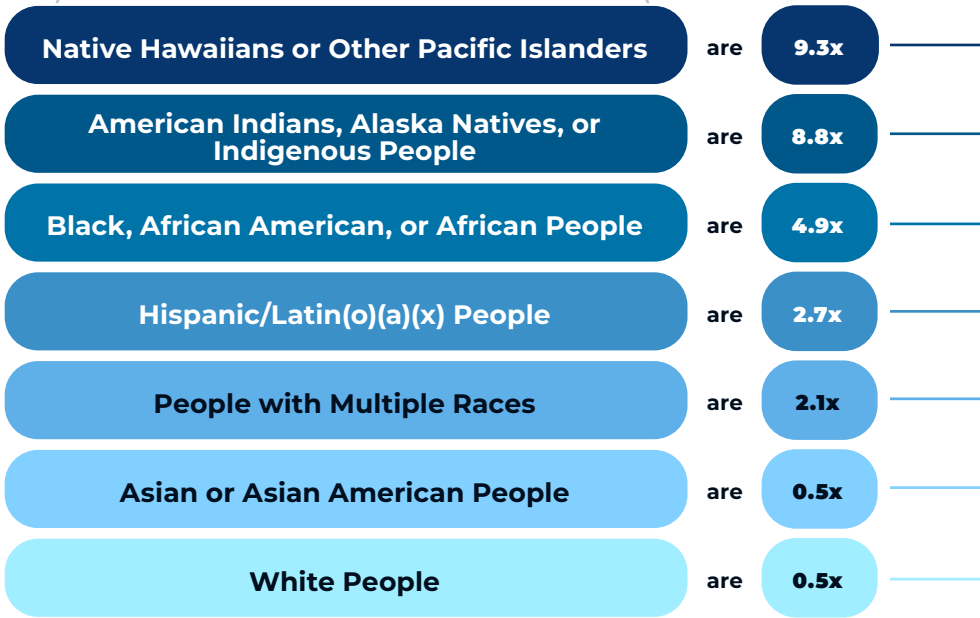 Native Hawaiians or Other Pacific Islanders are 9.3x
American Indians, Alaska Natives, or
Indigenous People are 8.8x
Black, African American, or African People are 4.9x
Hispanic/Latin(o)(a)(x) People are 2.7x
People with Multiple Races are 2.1x
Asian or Asian American People are 0.5x
White People are 0.5x